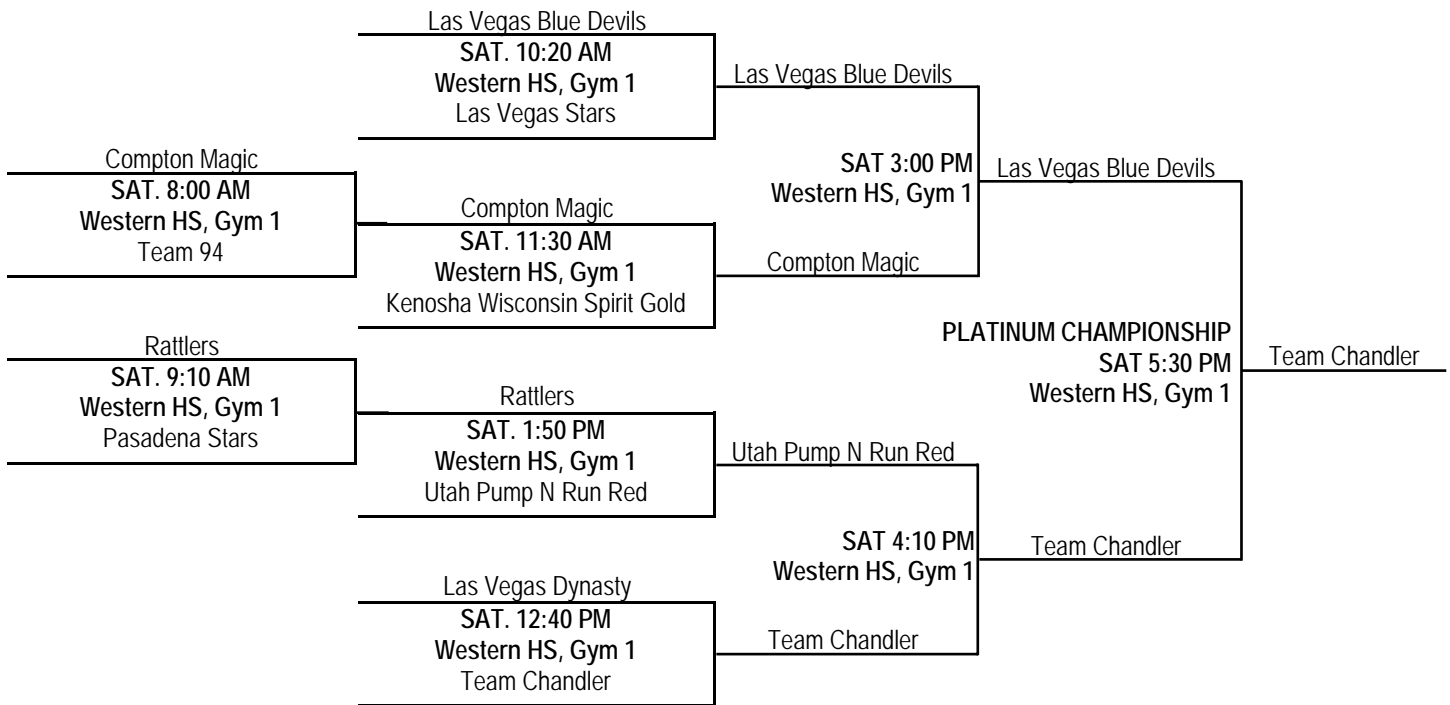 Las Vegas Blue Devils
SAT. 10:20 AM
Western HS, Gym 1
Las Vegas Stars
Compton Magic
SAT. 8:00 AM
Western HS, Gym 1
Team 94
Compton Magic
SAT. 11:30 AM
Western HS, Gym 1
Kenosha Wisconsin Spirit Gold
Rattlers
SAT. 9:10 AM
Western HS, Gym 1
Pasadena Stars
Rattlers
SAT. 1:50 PM
Western HS, Gym 1
Utah Pump N Run Red
Las Vegas Dynasty
SAT. 12:40 PM
Western HS, Gym 1
Team Chandler
Las Vegas Blue Devils
SAT 3:00 PM
Western HS, Gym 1
Compton Magic
Utah Pump N Run Red
SAT 4:10 PM
Western HS, Gym 1
Team Chandler
Las Vegas Blue Devils
PLATINUM CHAMPIONSHIP
SAT 5:30 PM
Western HS, Gym 1
Team Chandler
Team Chandler